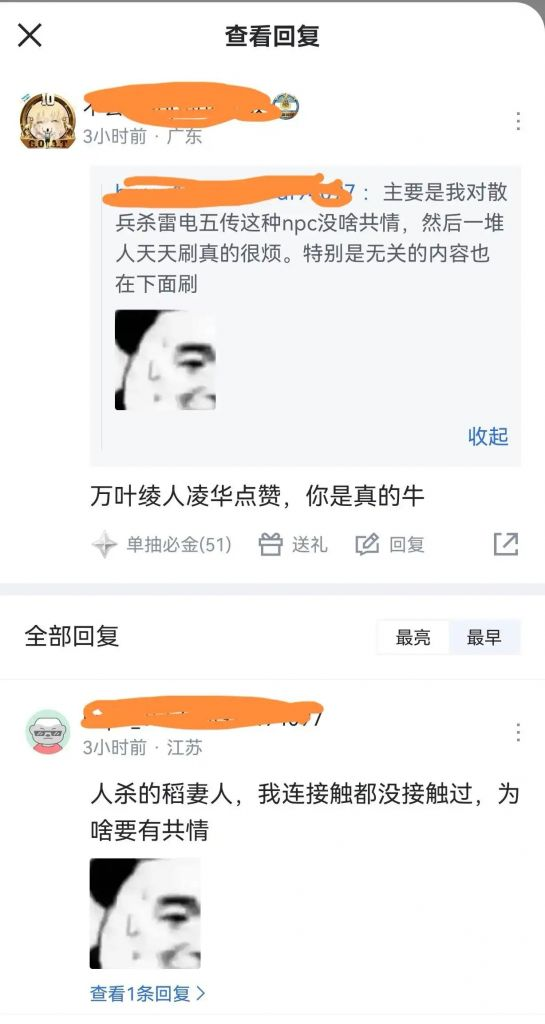 查看回复
3小时前 · 广东
：主要是我对散
兵杀雷电五传这种npc没啥共情，然后一堆
人天天刷真的很烦。特别是无关的内容也
在下面刷
收起
万叶绫人凌华点赞，你是真的牛
单抽必金(51) 送礼 回复
全部回复
最亮 最早
3小时前 · 江苏
人杀的稻妻人，我连接触都没接触过，为
啥要有共情
查看1条回复